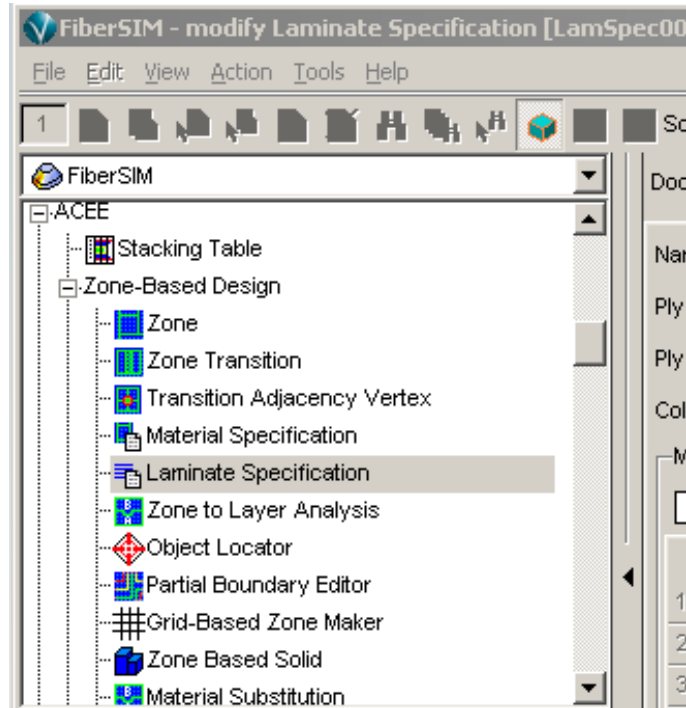 FiberSIM - modify Laminate Specification [LamSpec00
File Edit View Action Tools Help
1
Sc
FiberSIM
Doc
ACEE
Stacking Table
Nar
Zone-Based Design
Zone
Ply
Zone Transition
Ply
Transition Adjacency Vertex
Col
Material Specification
M
Laminate Specification
Zone to Layer Analysis
Object Locator
Partial Boundary Editor
1
Grid-Based Zone Maker
2
Zone Based Solid
3
Material Substitution